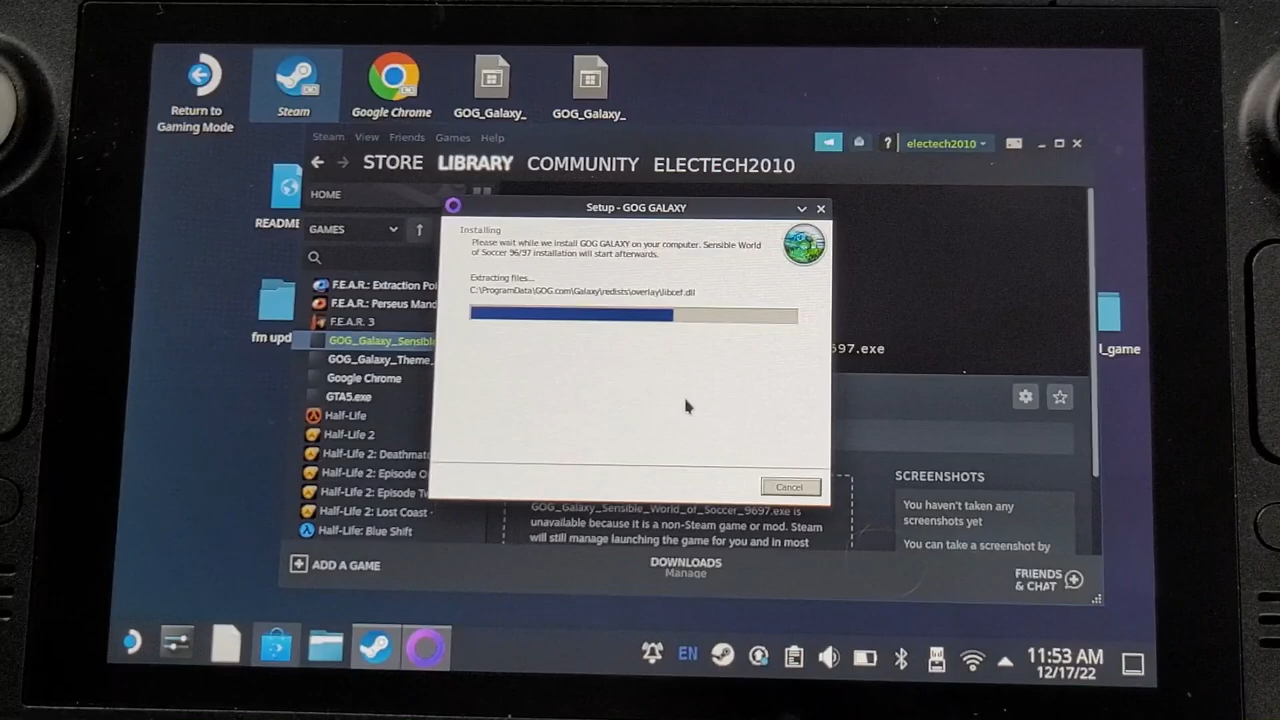 Return to
Gaming Mode
Steam
Google Chrome
GOG_Galaxy_
GOG_Galaxy_
Steam View Friends Games Help
electech2010
STORE LIBRARY COMMUNITY ELECTECH2010
README
HOME
GAMES
fm upd
F.E.A.R.: Extraction Poi
F.E.A.R.: Perseus Mand
F.E.A.R. 3
GOG_Galaxy_Sensible
GOG_Galaxy_Theme_
Google Chrome
GTA5.exe
Half-Life
Half-Life 2
Half-Life 2: Deathmatc
Half-Life 2: Episode O
Half-Life 2: Episode Tw
Half-Life 2: Lost Coast
Half-Life: Blue Shift
Setup - GOG GALAXY
Installing
Please wait while we install GOG GALAXY on your computer. Sensible World
of Soccer 96/97 installation will start afterwards.
Extracting files...
C:\ProgramData\GOG.com\Galaxy\redists\overlay\libcef.dll
Cancel
697.exe
l_game
GOG_Galaxy_Sensible_World_of_Soccer_9697.exe is
unavailable because it is a non-Steam game or mod. Steam
will still manage launching the game for you and in most
SCREENSHOTS
You haven't taken any
screenshots yet
You can take a screenshot by
ADD A GAME
DOWNLOADS
Manage
FRIENDS
& CHAT
EN
11:53 AM
12/17/22